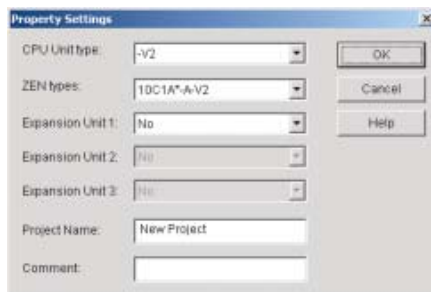 Property Settings
CPU Unit type: -V2
OK
ZEN types: 10C1A*-A-V2
Cancel
Expansion Unit 1: No
Help
Expansion Unit 2: No
Expansion Unit 3: No
Project Name: New Project
Comment: